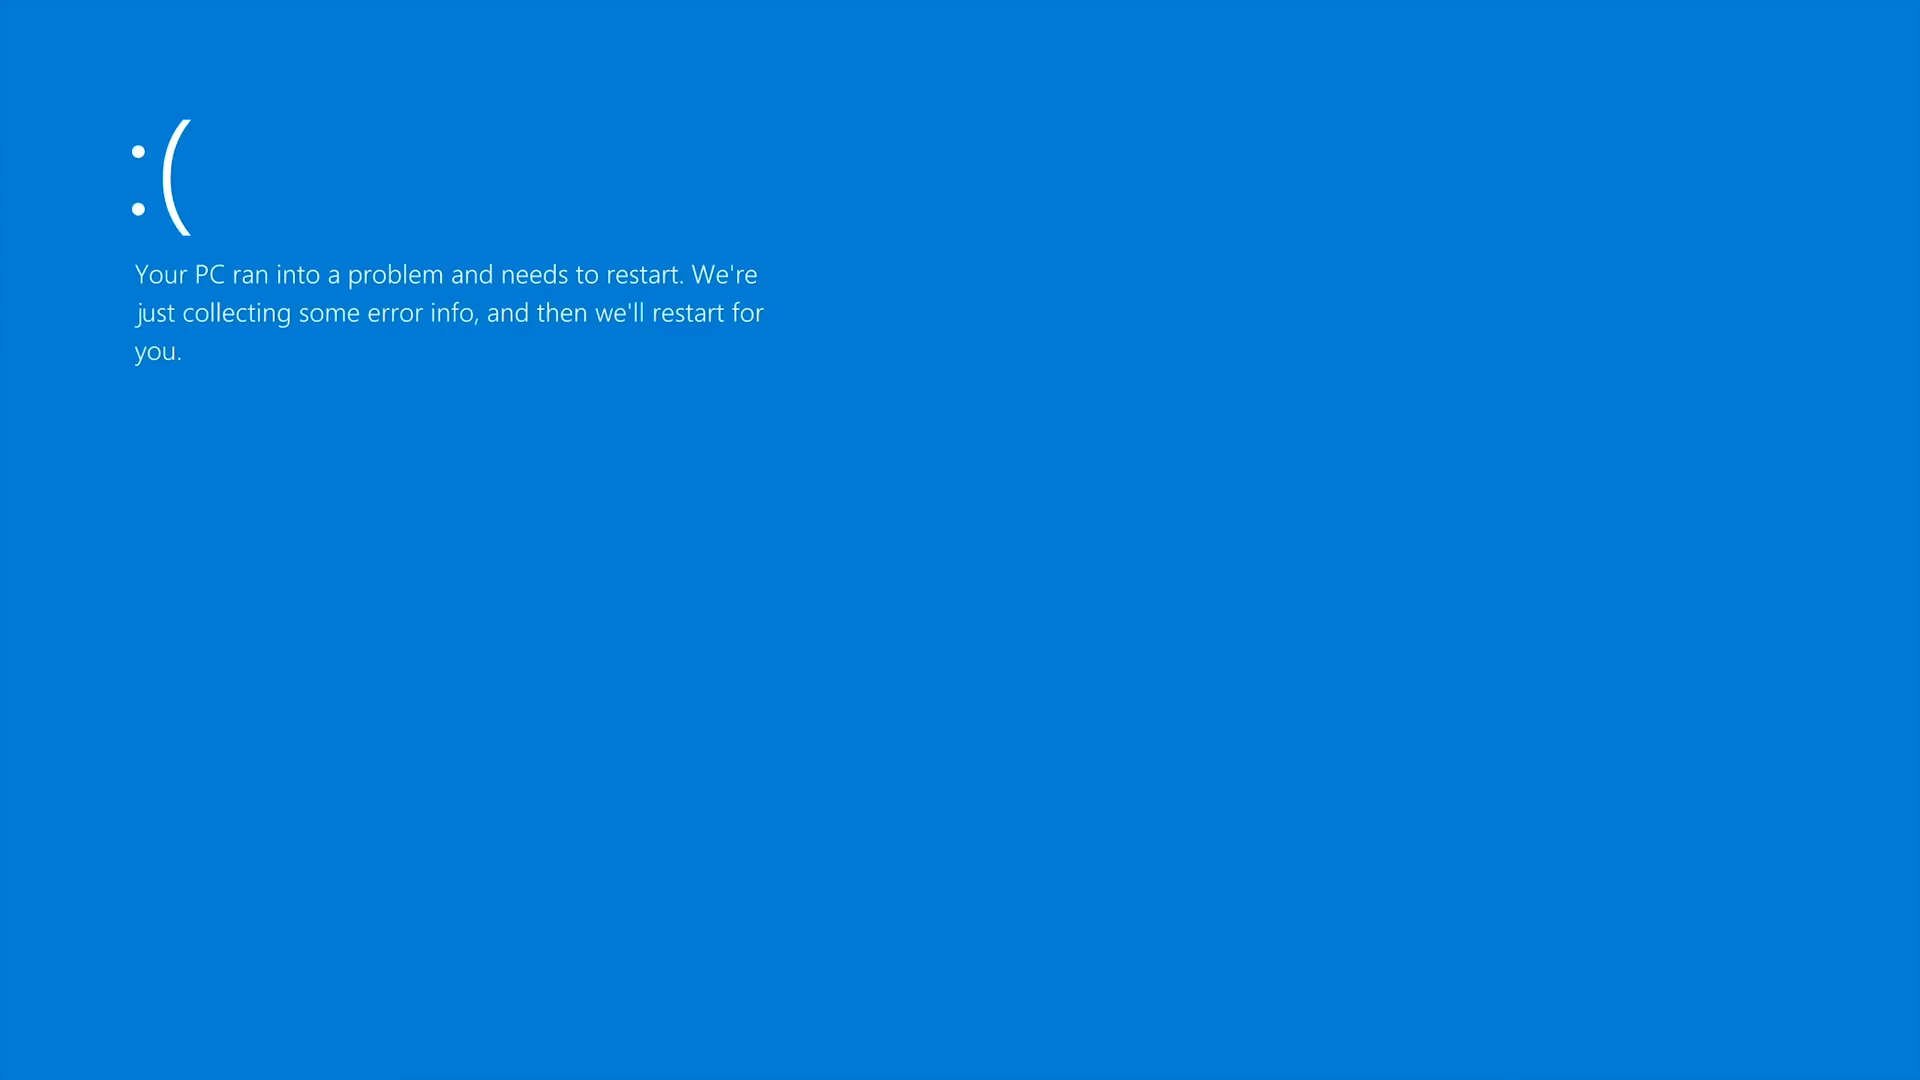 :(
Your PC ran into a problem and needs to restart. We're
just collecting some error info, and then we'll restart for
you.